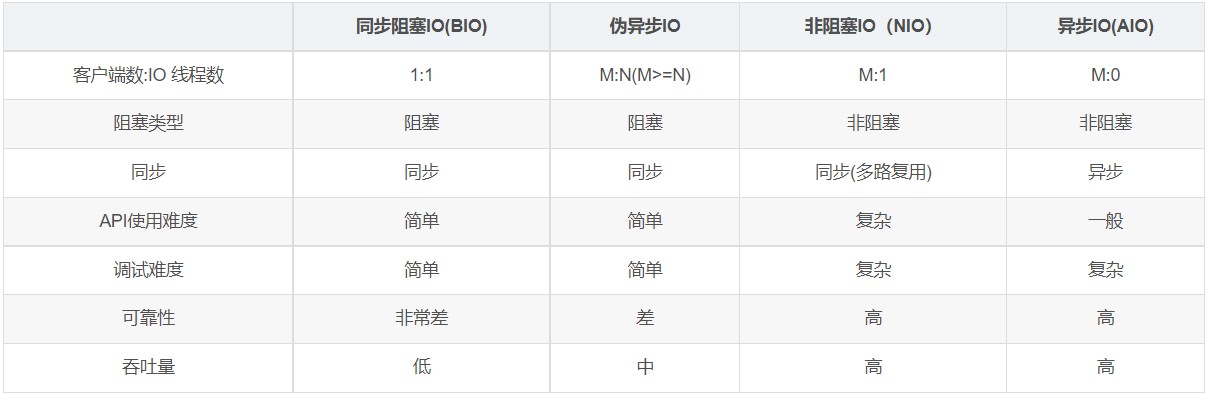 同步阻塞IO(BIO) 伪异步IO 非阻塞IO（NIO） 异步IO(AIO)
客户端数:IO 线程数 1:1 M:N(M>=N) M:1 M:0
阻塞类型 阻塞 阻塞 非阻塞 非阻塞
同步 同步 同步 同步(多路复用) 异步
API使用难度 简单 简单 复杂 一般
调试难度 简单 简单 复杂 复杂
可靠性 非常差 差 高 高
吞吐量 低 中 高 高